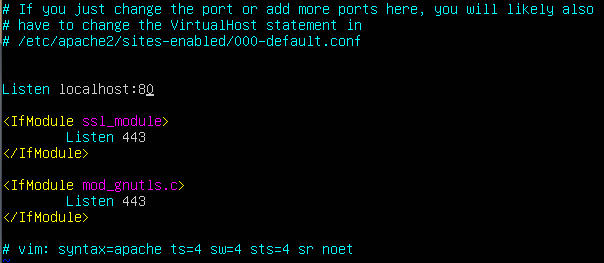 # If you just change the port or add more ports here, you will likely also
# have to change the VirtualHost statement in
# /etc/apache2/sites-enabled/000-default.conf
Listen localhost:80
<IfModule ssl_module>
Listen 443
</IfModule>
<IfModule mod_gnutls.c>
Listen 443
</IfModule>
# vim: syntax=apache ts=4 sw=4 sts=4 sr noet